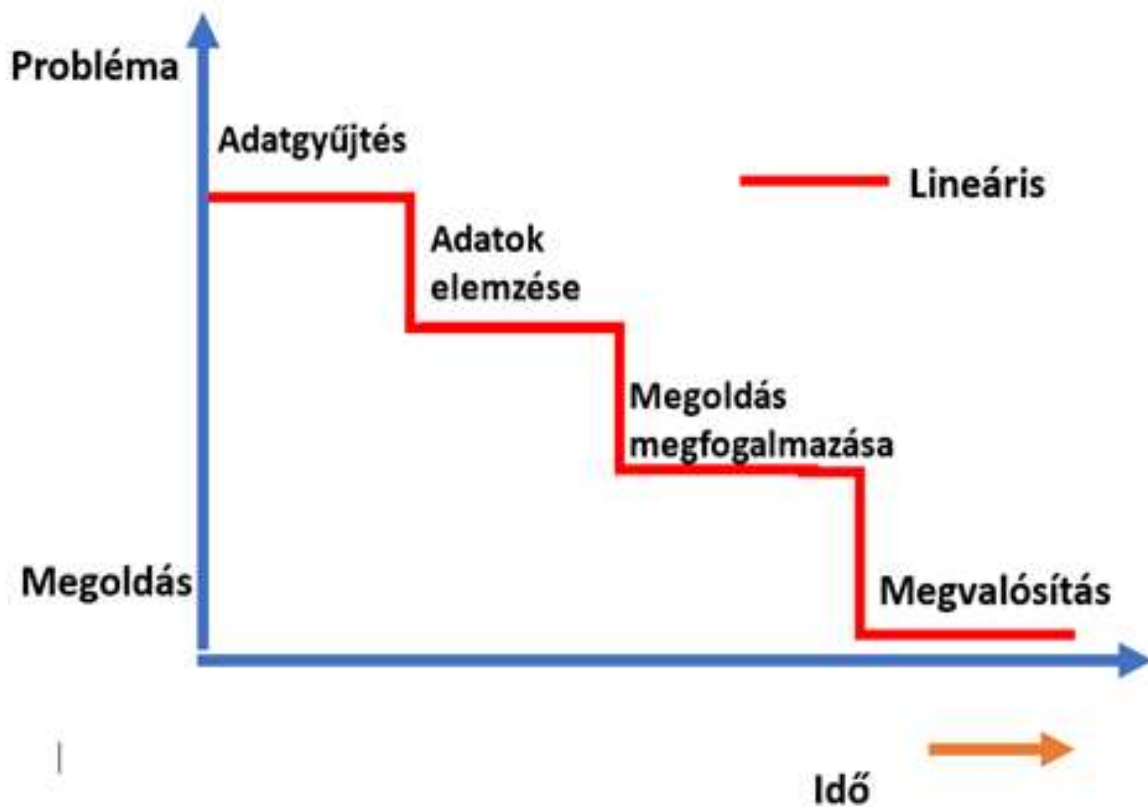 Probléma
Adatgyűjtés
Lineáris
Adatok
elemzése
Megoldás
megfogalmazása
Megoldás
Megvalósítás
Idő